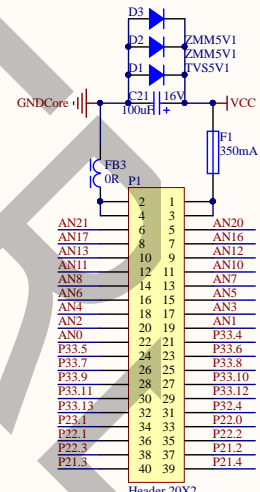 D3
D2 ZMM5V1
ZMM5V1
D1 TVS5V1
C21 16V
GNDCore VCC
100uF +
F1
350mA
FB3
0R
P1
2 1
4 3
AN21 6 5 AN20
AN17 8 7 AN16
AN13 10 9 AN12
AN11 12 11 AN10
AN8 14 13 AN7
AN6 16 15 AN5
AN4 18 17 AN3
AN2 20 19 AN1
AN0 22 21 P33.4
P33.5 24 23 P33.6
P33.7 26 25 P33.8
P33.9 28 27 P33.10
P33.11 30 29 P33.12
P33.13 32 31 P32.4
P23.1 34 33 P22.0
P22.1 36 35 P22.2
P22.3 38 37 P21.2
P21.3 40 39 P21.4
Header 20X2